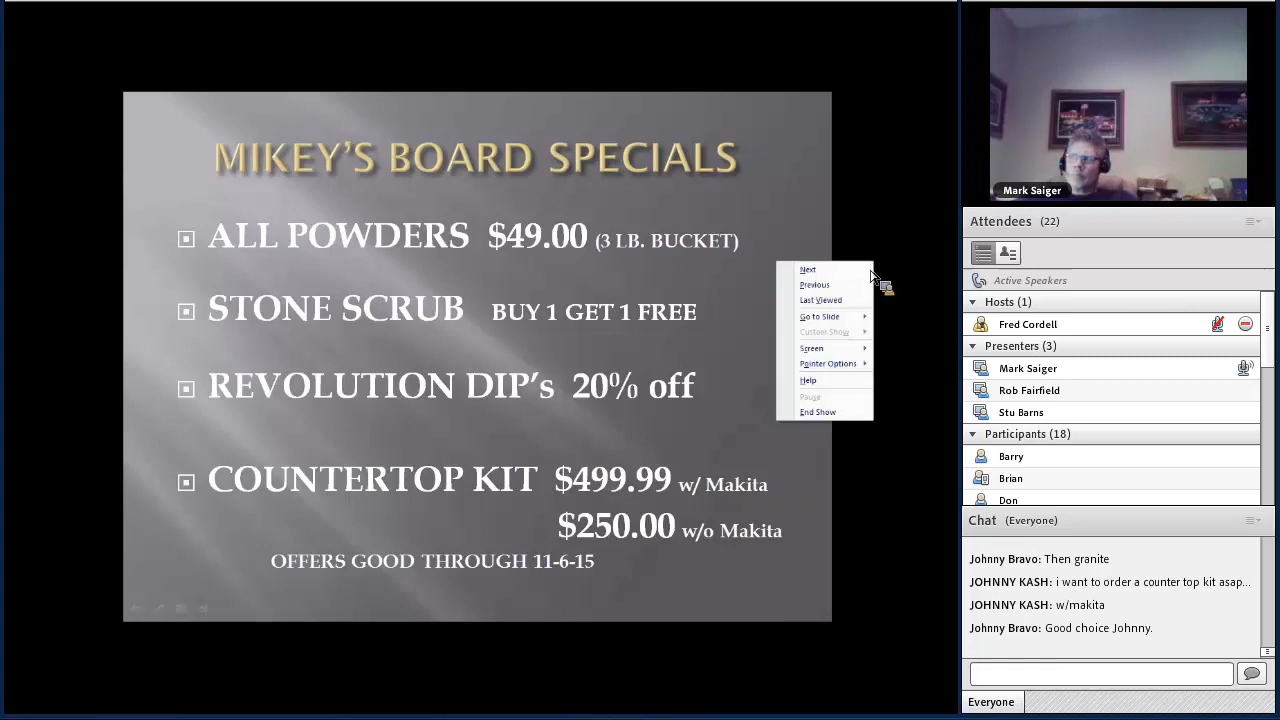 MIKEY'S BOARD SPECIALS
ALL POWDERS $49.00 (3 LB. BUCKET)
STONE SCRUB BUY 1 GET 1 FREE
REVOLUTION DIP's 20% off
COUNTERTOP KIT $499.99 w/ Makita
$250.00 w/o Makita
OFFERS GOOD THROUGH 11-6-15
Next
Previous
Last Viewed
Go to Slide
Custom Show
Screen
Pointer Options
Help
Pause
End Show
Mark Saiger
Attendees (22)
Active Speakers
Hosts (1)
Fred Cordell
Presenters (3)
Mark Saiger
Rob Fairfield
Stu Barns
Participants (18)
Barry
Brian
Don
Chat (Everyone)
Johnny Bravo: Then granite
JOHNNY KASH: i want to order a counter top kit asap...
JOHNNY KASH: w/makita
Johnny Bravo: Good choice Johnny.
Everyone